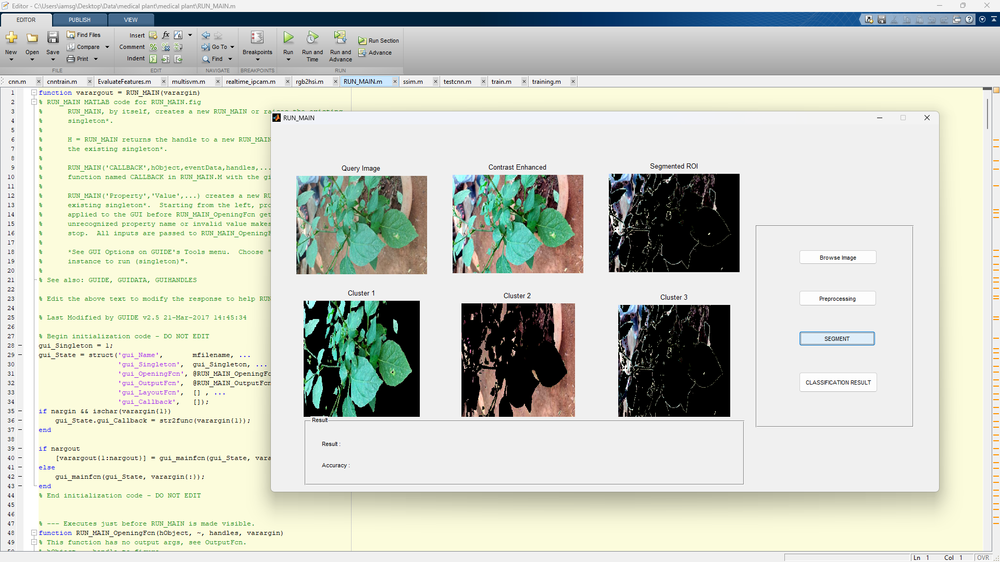 Editor - C:\Users\iamsg\Desktop\Data\medical plant\medical plant\RUN_MAIN.m
EDITOR PUBLISH VIEW
New Open Save Find Files Compare Print
Insert Comment Indent
Go To Find
Breakpoints
Run Run and Time Run and Advance Run Section Advance
FILE EDIT NAVIGATE BREAKPOINTS RUN
cnn.m cnntrain.m EvaluateFeatures.m multisvm.m realtime_ipcam.m rgb2hsi.m RUN_MAIN.m ssim.m testcnn.m train.m training.m
1 function varargout = RUN_MAIN(varargin)
2 % RUN_MAIN MATLAB code for RUN_MAIN.fig
3 % RUN_MAIN, by itself, creates a new RUN_MAIN or raises the existing
4 % singleton*.
5 %
6 % H = RUN_MAIN returns the handle to a new RUN_MAIN
7 % the existing singleton*.
8 %
9 % RUN_MAIN('CALLBACK',hObject,eventData,handles,...
10 % function named CALLBACK in RUN_MAIN.M with the gi
11 %
12 % RUN_MAIN('Property','Value',...) creates a new RU
13 % existing singleton*. Starting from the left, pro
14 % applied to the GUI before RUN_MAIN_OpeningFcn get
15 % unrecognized property name or invalid value makes
16 % stop. All inputs are passed to RUN_MAIN_OpeningF
17 %
18 % *See GUI Options on GUIDE's Tools menu. Choose "
19 % instance to run (singleton)".
20 %
21 % See also: GUIDE, GUIDATA, GUIHANDLES
22
23 % Edit the above text to modify the response to help RUN
24
25 % Last Modified by GUIDE v2.5 21-Mar-2017 14:45:34
26
27 % Begin initialization code - DO NOT EDIT
28 gui_Singleton = 1;
29 gui_State = struct('gui_Name', mfilename, ...
30 'gui_Singleton', gui_Singleton, ...
31 'gui_OpeningFcn', @RUN_MAIN_OpeningFc
32 'gui_OutputFcn', @RUN_MAIN_OutputFcn
33 'gui_LayoutFcn', [] , ...
34 'gui_Callback', []);
35 if nargin && ischar(varargin{1})
36 gui_State.gui_Callback = str2func(varargin{1});
37 end
38
39 if nargout
40 [varargout{1:nargout}] = gui_mainfcn(gui_State, vara
41 else
42 gui_mainfcn(gui_State, varargin{:});
43 end
44 % End initialization code - DO NOT EDIT
45
46
47 % --- Executes just before RUN_MAIN is made visible.
48 function RUN_MAIN_OpeningFcn(hObject, ~, handles, varargin)
49 % This function has no output args, see OutputFcn.
RUN_MAIN
Query Image
Contrast Enhanced
Segmented ROI
Cluster 1
Cluster 2
Cluster 3
Result
Result :
Accuracy :
Browse Image
Preprocessing
SEGMENT
CLASSIFICATION RESULT
Ln 1 Col 1 OVR